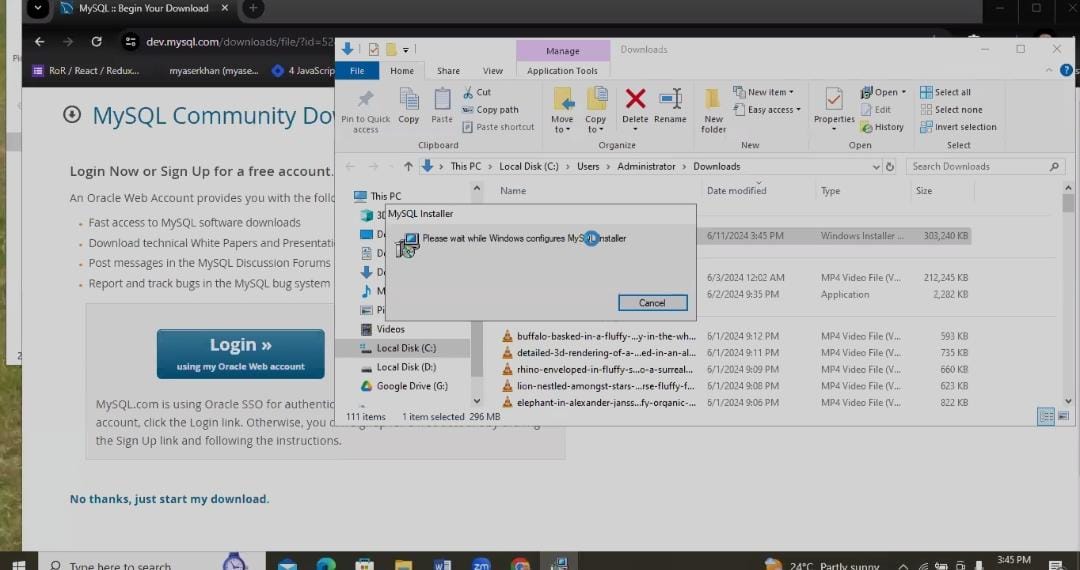 MySQL :: Begin Your Download
dev.mysql.com/downloads/file/?id=52
RoR / React / Redux...
myaserkhan (myase...
4 JavaScrip
MySQL Community Do
Login Now or Sign Up for a free account.
An Oracle Web Account provides you with the follo
Fast access to MySQL software downloads
Download technical White Papers and Presentati
Post messages in the MySQL Discussion Forums
Report and track bugs in the MySQL bug system
Login »
using my Oracle Web account
MySQL.com is using Oracle SSO for authentic
account, click the Login link. Otherwise, you c
the Sign Up link and following the instructions.
No thanks, just start my download.
Manage
Downloads
File
Home
Share
View
Application Tools
Pin to Quick
access
Copy
Paste
Cut
Copy path
Paste shortcut
Clipboard
Move
to
Copy
to
Delete
Rename
Organize
New
folder
New item
Easy access
New
Properties
Open
Edit
History
Open
Select all
Select none
Invert selection
Select
This PC
Local Disk (C:)
Users
Administrator
Downloads
Search Downloads
Name
Date modified
Type
Size
This PC
Videos
Local Disk (C:)
Local Disk (D:)
Google Drive (G:)
MySQL Installer
Please wait while Windows configures MySQL Installer
Cancel
6/11/2024 3:45 PM Windows Installer ... 303,240 KB
6/3/2024 12:02 AM MP4 Video File (V... 212,245 KB
6/2/2024 9:35 PM Application 2,282 KB
buffalo-basked-in-a-fluffy-...y-in-the-wh... 6/1/2024 9:12 PM MP4 Video File (V... 593 KB
detailed-3d-rendering-of-a-...ed-in-an-al... 6/1/2024 9:11 PM MP4 Video File (V... 735 KB
rhino-enveloped-in-fluffy-...o-a-surreal... 6/1/2024 9:09 PM MP4 Video File (V... 660 KB
lion-nestled-amongst-stars-...rse-fluffy-f... 6/1/2024 9:08 PM MP4 Video File (V... 623 KB
elephant-in-alexander-janss...fy-organic-... 6/1/2024 9:06 PM MP4 Video File (V... 822 KB
111 items
1 item selected 296 MB
Type here to search
24°C Partly sunny
3:45 PM